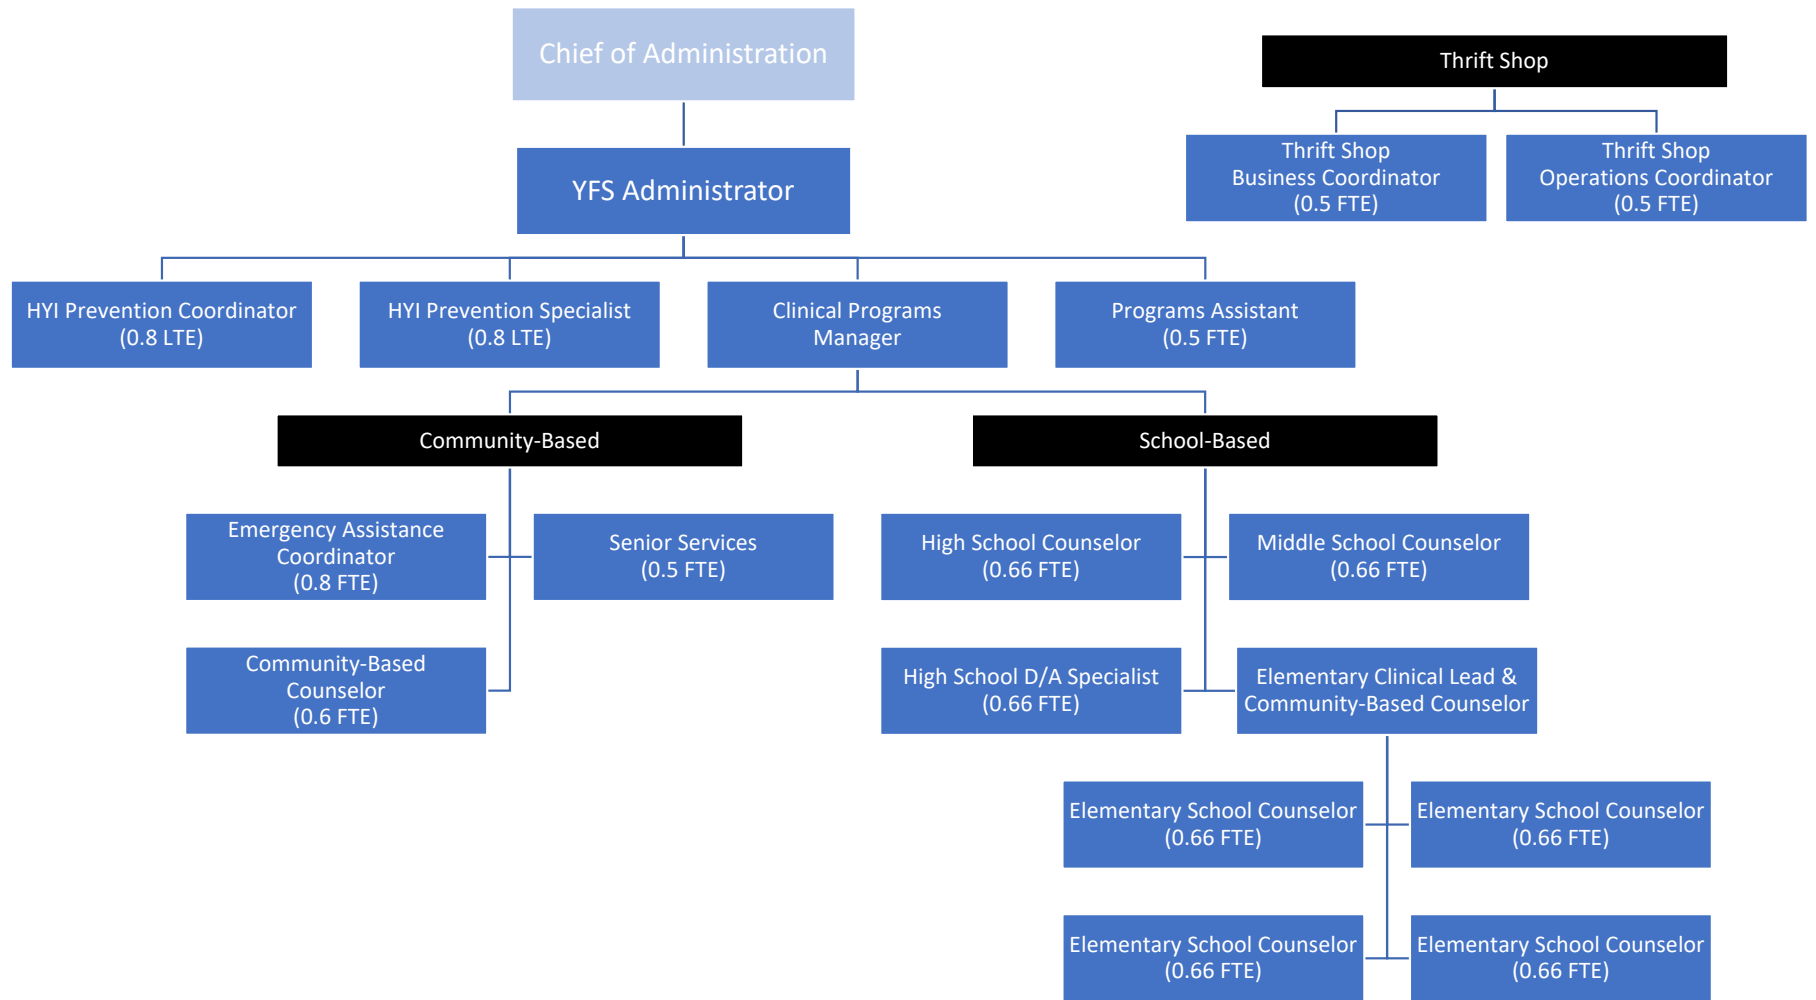 Chief of Administration
Thrift Shop
Thrift Shop
Business Coordinator
(0.5 FTE)
Thrift Shop
Operations Coordinator
(0.5 FTE)
YFS Administrator
HYI Prevention Coordinator
(0.8 LTE)
HYI Prevention Specialist
(0.8 LTE)
Clinical Programs
Manager
Programs Assistant
(0.5 FTE)
Community-Based
School-Based
Emergency Assistance
Coordinator
(0.8 FTE)
Senior Services
(0.5 FTE)
High School Counselor
(0.66 FTE)
Middle School Counselor
(0.66 FTE)
Community-Based
Counselor
(0.6 FTE)
High School D/A Specialist
(0.66 FTE)
Elementary Clinical Lead &
Community-Based Counselor
Elementary School Counselor
(0.66 FTE)
Elementary School Counselor
(0.66 FTE)
Elementary School Counselor
(0.66 FTE)
Elementary School Counselor
(0.66 FTE)